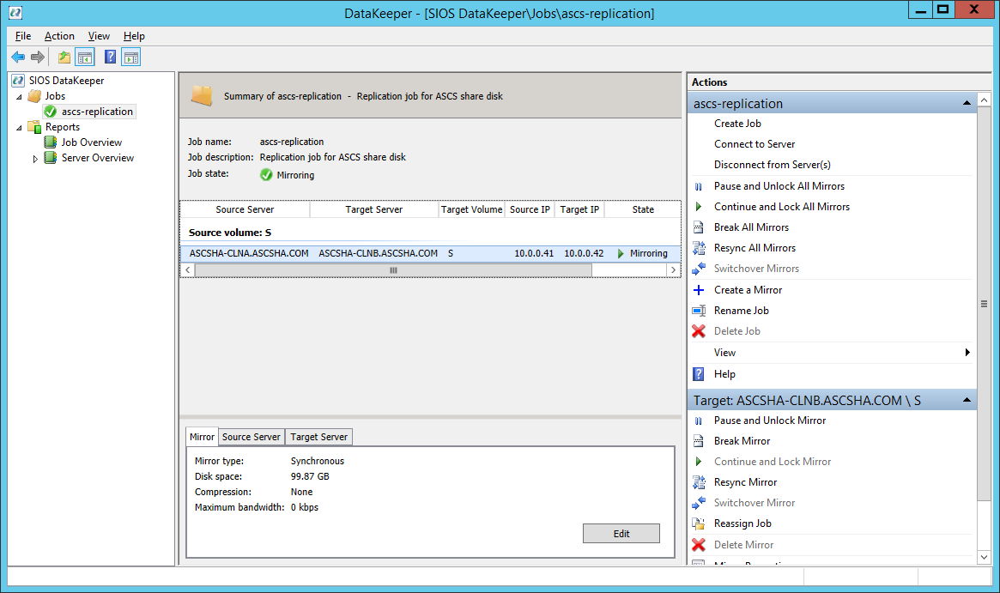 DataKeeper - [SIOS DataKeeper\Jobs\ascs-replication]
File Action View Help
SIOS DataKeeper
Jobs
ascs-replication
Reports
Job Overview
Server Overview
Summary of ascs-replication - Replication job for ASCS share disk
Job name: ascs-replication
Job description: Replication job for ASCS share disk
Job state: Mirroring
Source Server Target Server Target Volume Source IP Target IP State
Source volume: S
ASCSHA-CLNA.ASCSHA.COM ASCSHA-CLNB.ASCSHA.COM S 10.0.0.41 10.0.0.42 Mirroring
Mirror Source Server Target Server
Mirror type: Synchronous
Disk space: 99.87 GB
Compression: None
Maximum bandwidth: 0 kbps
Edit
Actions
ascs-replication
Create Job
Connect to Server
Disconnect from Server(s)
Pause and Unlock All Mirrors
Continue and Lock All Mirrors
Break All Mirrors
Resync All Mirrors
Switchover Mirrors
Create a Mirror
Rename Job
Delete Job
View
Help
Target: ASCSHA-CLNB.ASCSHA.COM \ S
Pause and Unlock Mirror
Break Mirror
Continue and Lock Mirror
Resync Mirror
Switchover Mirror
Reassign Job
Delete Mirror